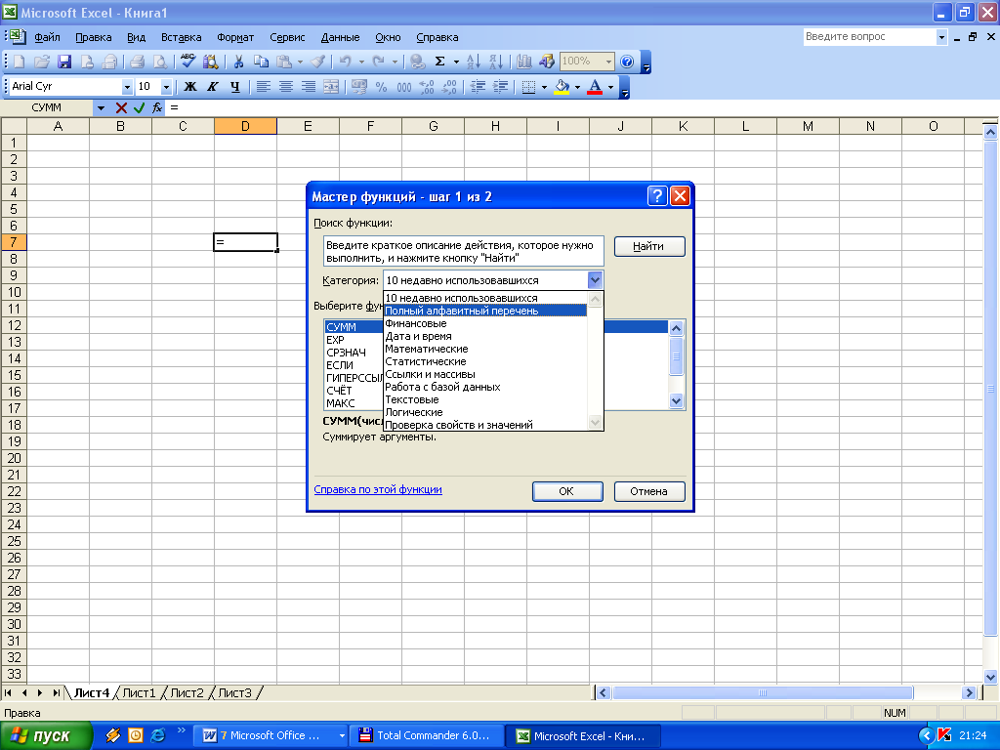 Microsoft Excel - Книга1
Файл Правка Вид Вставка Формат Сервис Данные Окно Справка Введите вопрос
100%
Arial Cyr 10 Ж К Ч % 000
СУММ fx =
A B C D E F G H I J K L M N O
1
2
3
4
5
6
7 =
8
9
10
11
12
13
14
15
16
17
18
19
20
21
22
23
24
25
26
27
28
29
30
31
32
33
Мастер функций - шаг 1 из 2
Поиск функции:
Введите краткое описание действия, которое нужно
выполнить, и нажмите кнопку "Найти"
Найти
Категория: 10 недавно использовавшихся
10 недавно использовавшихся
Полный алфавитный перечень
Финансовые
Дата и время
Математические
Статистические
Ссылки и массивы
Работа с базой данных
Текстовые
Логические
Проверка свойств и значений
Выберите фун
СУММ
EXP
СРЗНАЧ
ЕСЛИ
ГИПЕРССЫЛ
СЧЁТ
МАКС
СУММ(чис
Суммирует аргументы.
Справка по этой функции
ОК Отмена
Лист4 Лист1 Лист2 Лист3
Правка NUM
пуск 7 Microsoft Office ... Total Commander 6.0... Microsoft Excel - Кни... 21:24